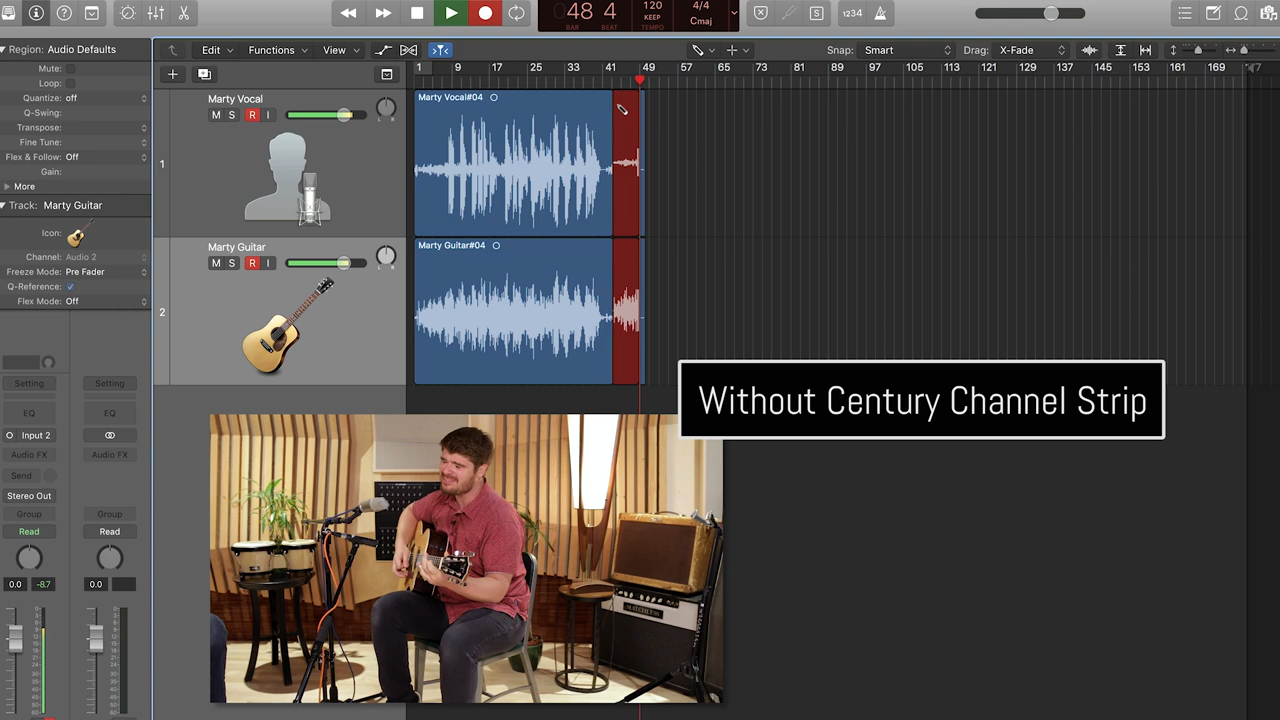 48 4
BAR BEAT
120
KEEP
TEMPO
4/4
Cmaj
1234
Region: Audio Defaults
Mute:
Loop:
Quantize: off
Q-Swing:
Transpose:
Fine Tune:
Flex & Follow: Off
Gain:
More
Track: Marty Guitar
Icon:
Channel: Audio 2
Freeze Mode: Pre Fader
Q-Reference:
Flex Mode: Off
Edit Functions View Snap: Smart Drag: X-Fade
1 9 17 25 33 41 49 57 65 73 81 89 97 105 113 121 129 137 145 153 161 169 177
1
Marty Vocal
M S R I
L R
Marty Vocal#04
2
Marty Guitar
M S R I
L R
Marty Guitar#04
Without Century Channel Strip
Setting Setting
EQ EQ
Input 2
Audio FX Audio FX
Send
Stereo Out
Group Group
Read Read
0.0 -8.7 0.0